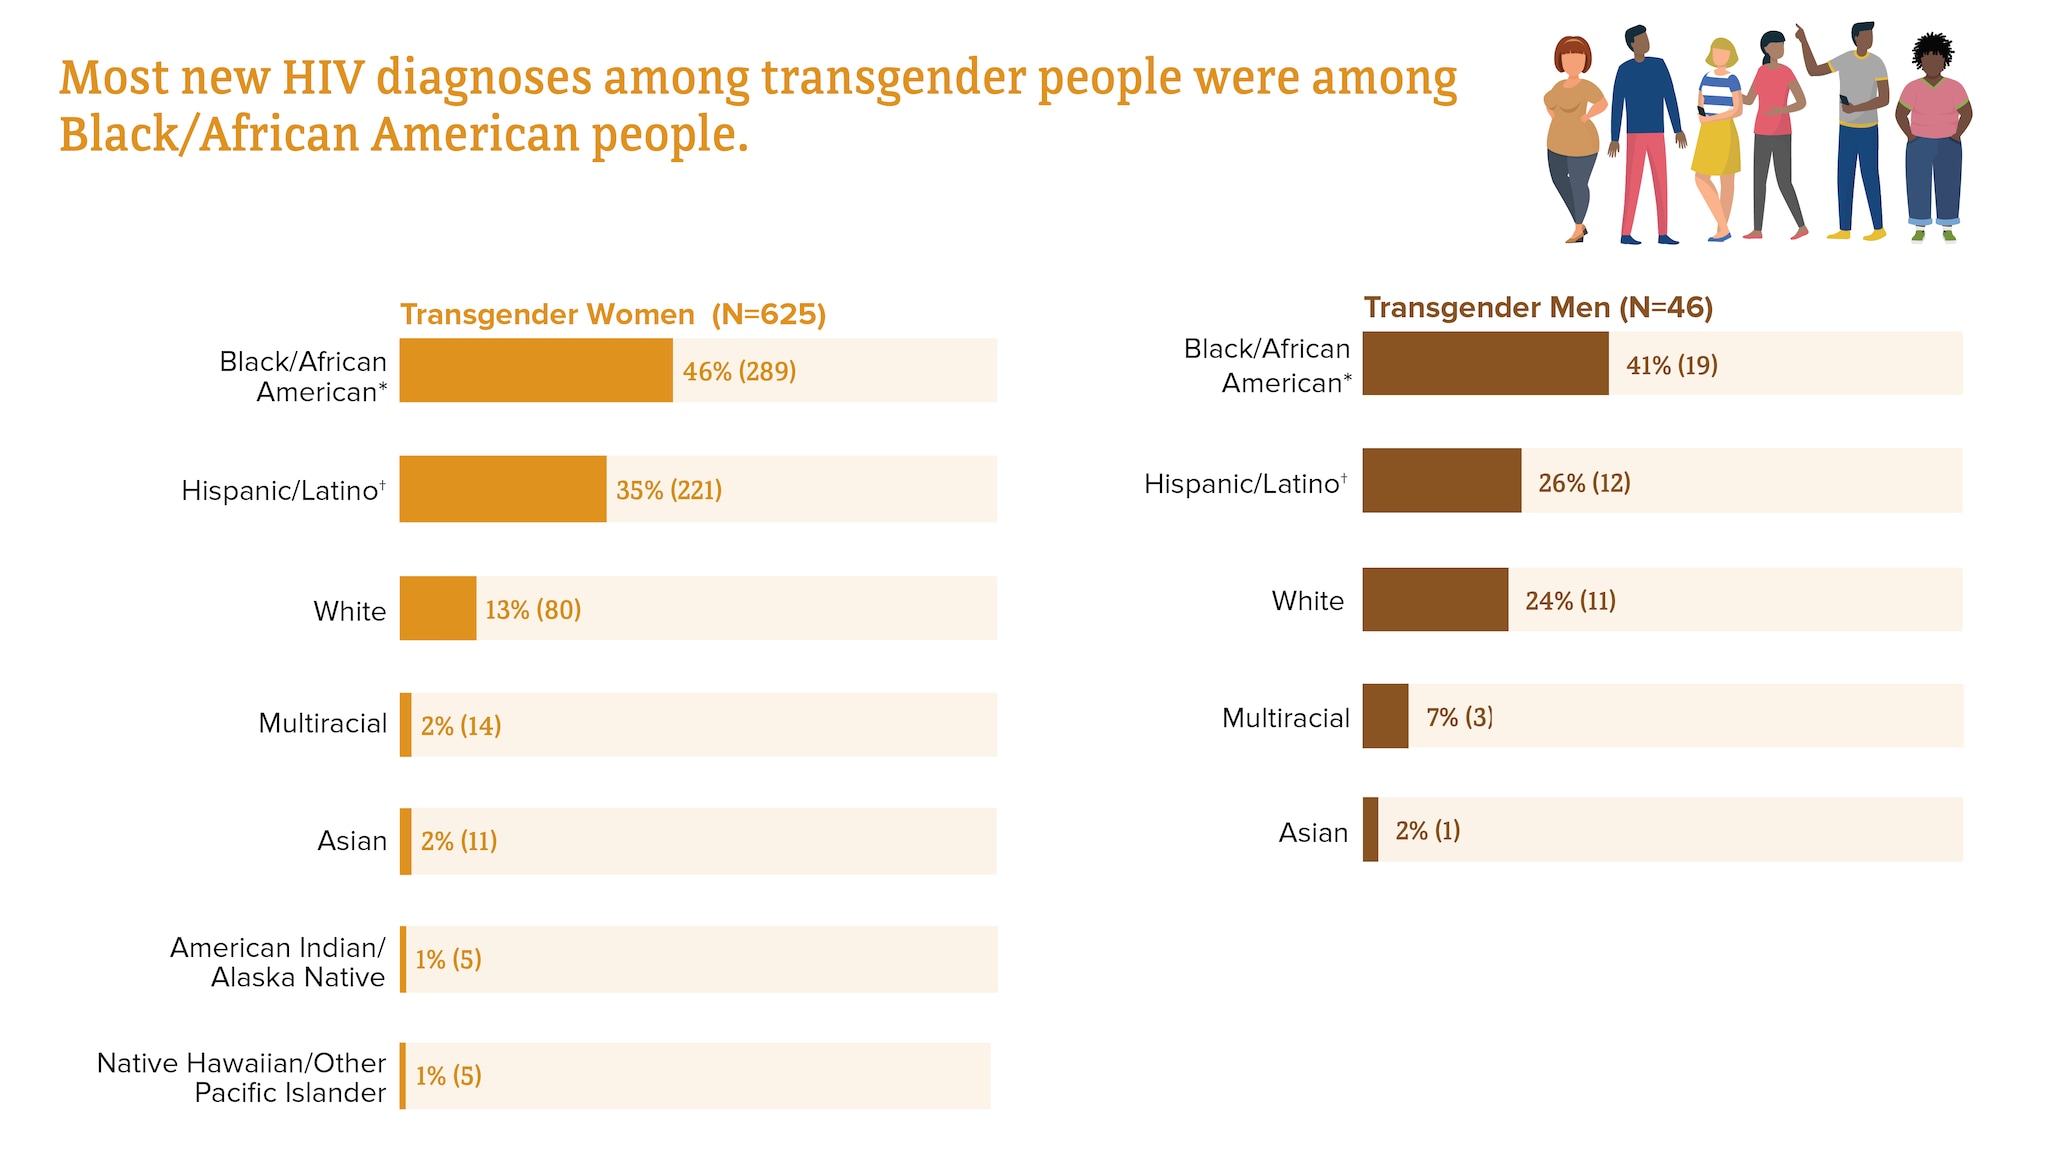 Most new HIV diagnoses among transgender people were among
Black/African American people.
Transgender Women (N=625)
Black/African
American*
46% (289)
Hispanic/Latino†
35% (221)
White
13% (80)
Multiracial
2% (14)
Asian
2% (11)
American Indian/
Alaska Native
1% (5)
Native Hawaiian/Other
Pacific Islander
1% (5)
Transgender Men (N=46)
Black/African
American*
41% (19)
Hispanic/Latino†
26% (12)
White
24% (11)
Multiracial
7% (3)
Asian
2% (1)